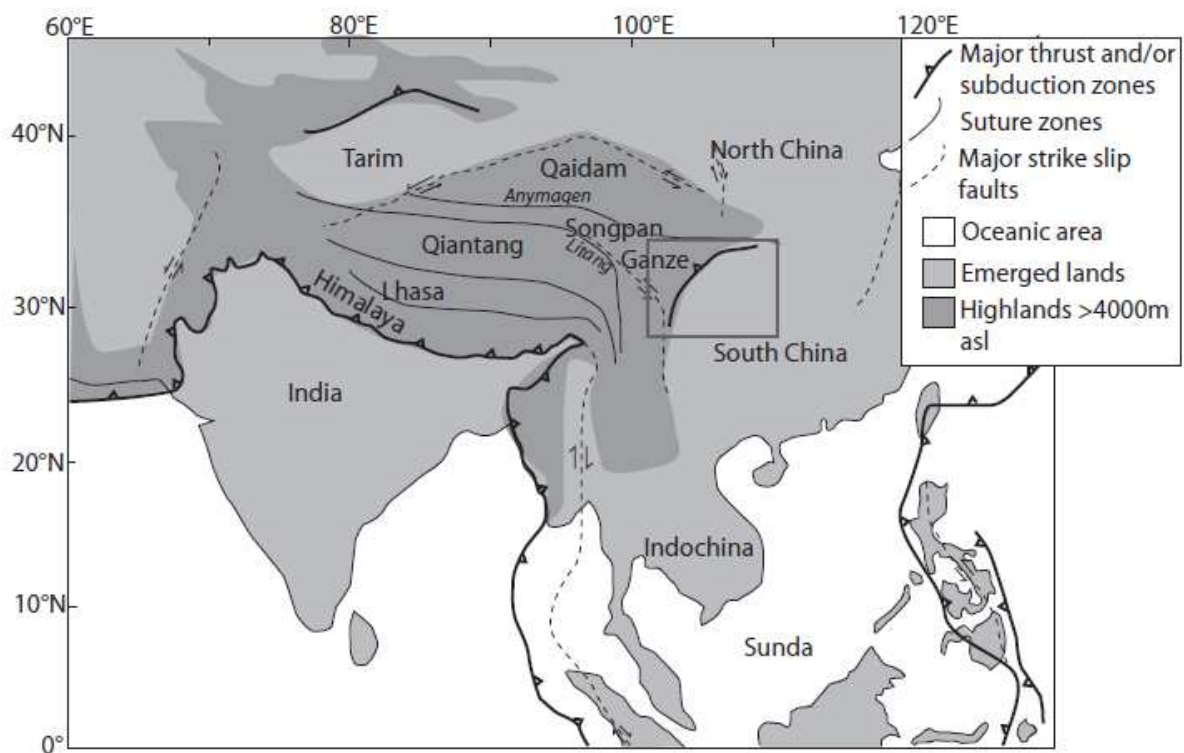 60°E
80°E
100°E
120°E
Major thrust and/or
subduction zones
Suture zones
Major strike slip
faults
Oceanic area
Emerged lands
Highlands >4000m
asl
40°N
30°N
20°N
10°N
0°
Tarim
North China
Qaidam
Anymaqen
Songpan
Qiantang
Litang
Ganze
Lhasa
Himalaya
South China
India
Indochina
Sunda